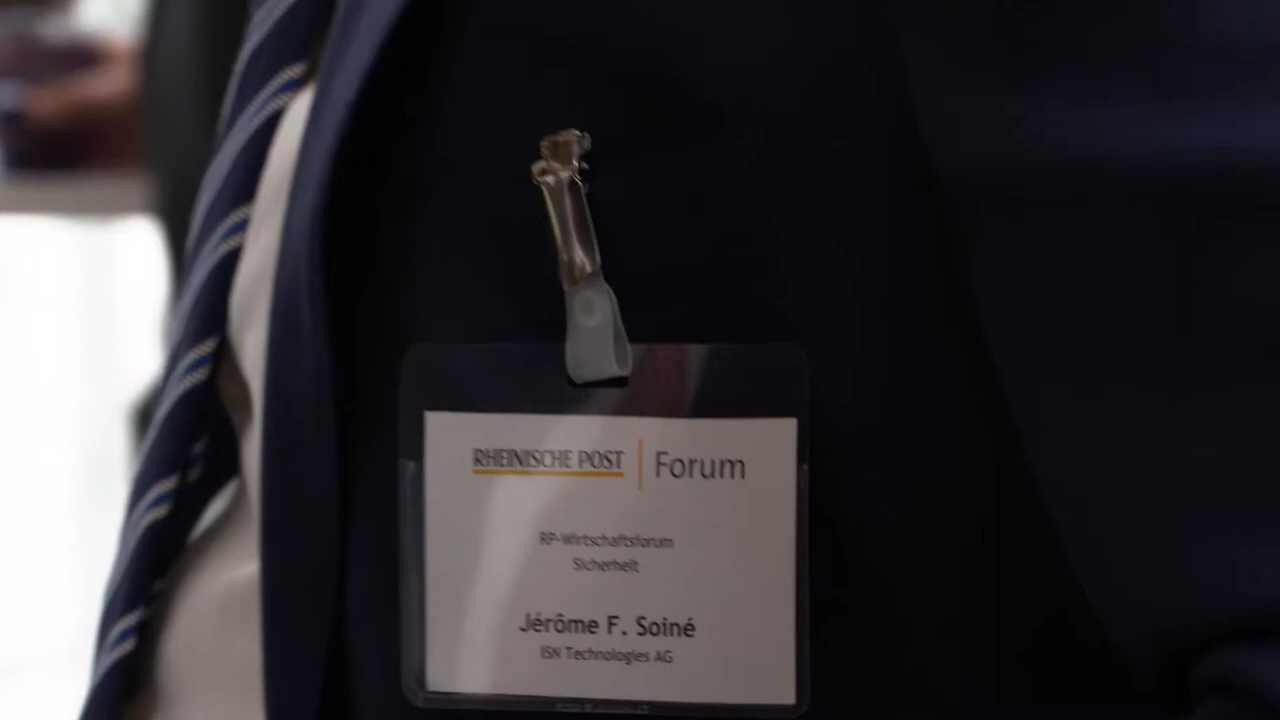 RHEINISCHE POST | Forum
RP-Wirtschaftsforum
Sicherheit
Jérôme F. Soiné
ISN Technologies AG